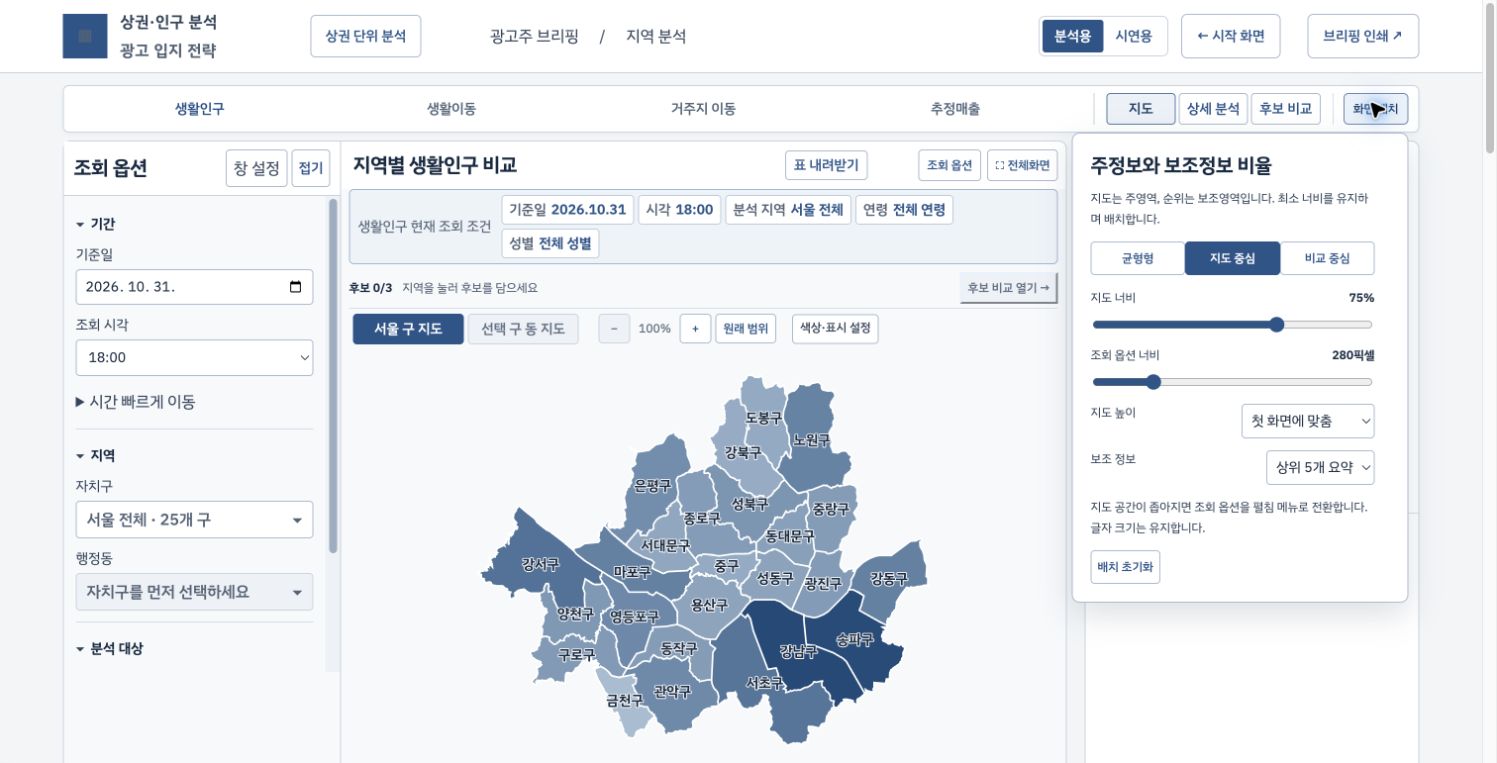 상권·인구 분석
광고 입지 전략
상권 단위 분석
광고주 브리핑 / 지역 분석
분석용 시연용
← 시작 화면
브리핑 인쇄 ↗
생활인구 생활이동 거주지 이동 추정매출
지도 상세 분석 후보 비교
조회 옵션 창 설정 접기
기간
기준일
2026. 10. 31.
조회 시각
18:00
▶ 시간 빠르게 이동
지역
자치구
서울 전체 · 25개 구
행정동
자치구를 먼저 선택하세요
분석 대상
지역별 생활인구 비교
표 내려받기 조회 옵션 전체화면
생활인구 현재 조회 조건
기준일 2026.10.31 시각 18:00 분석 지역 서울 전체 연령 전체 연령
성별 전체 성별
후보 0/3 지역을 눌러 후보를 담으세요
후보 비교 열기 →
서울 구 지도 선택 구 동 지도 − 100% + 원래 범위 색상·표시 설정
도봉구
노원구
강북구
은평구
성북구
중랑구
종로구
동대문구
서대문구
강서구
마포구
중구
성동구
광진구
강동구
양천구
영등포구
용산구
송파구
구로구
동작구
강남구
서초구
관악구
금천구
주정보와 보조정보 비율
지도는 주영역, 순위는 보조영역입니다. 최소 너비를 유지하
며 배치합니다.
균형형 지도 중심 비교 중심
지도 너비 75%
조회 옵션 너비 280픽셀
지도 높이 첫 화면에 맞춤
보조 정보 상위 5개 요약
지도 공간이 좁아지면 조회 옵션을 펼침 메뉴로 전환합니다.
글자 크기는 유지합니다.
배치 초기화